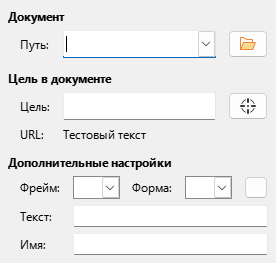 Документ
Путь:
Цель в документе
Цель:
URL: Тестовый текст
Дополнительные настройки
Фрейм: Форма:
Текст:
Имя: